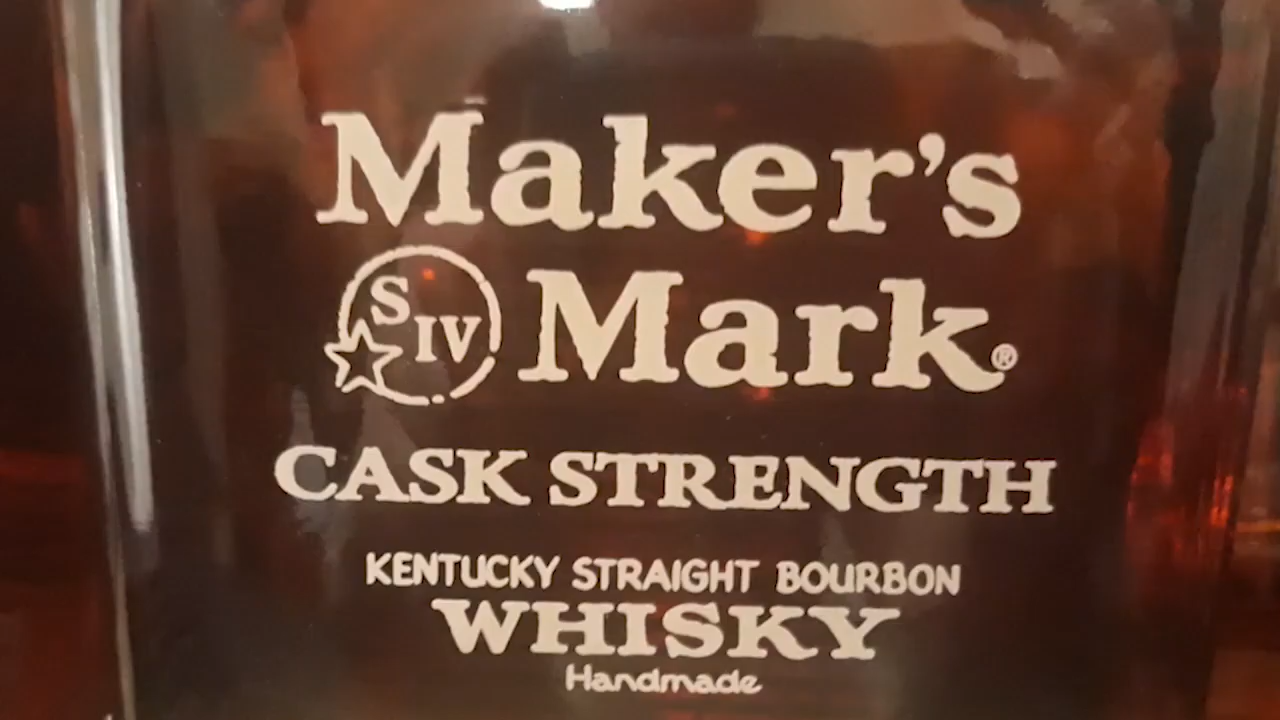 Maker's
S IV Mark®
CASK STRENGTH
KENTUCKY STRAIGHT BOURBON
WHISKY
Handmade